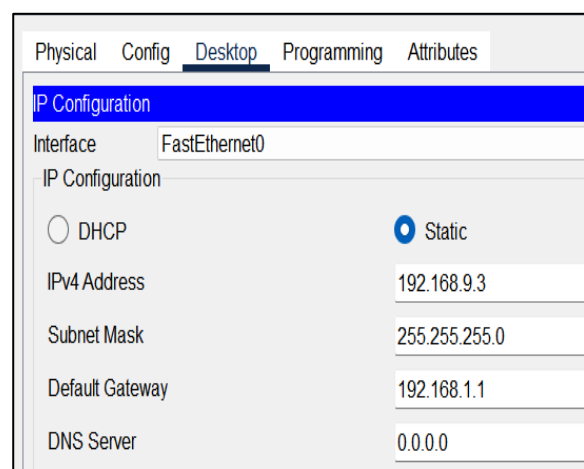 Physical Config Desktop Programming Attributes
IP Configuration
Interface FastEthernet0
IP Configuration
DHCP Static
IPv4 Address 192.168.9.3
Subnet Mask 255.255.255.0
Default Gateway 192.168.1.1
DNS Server 0.0.0.0